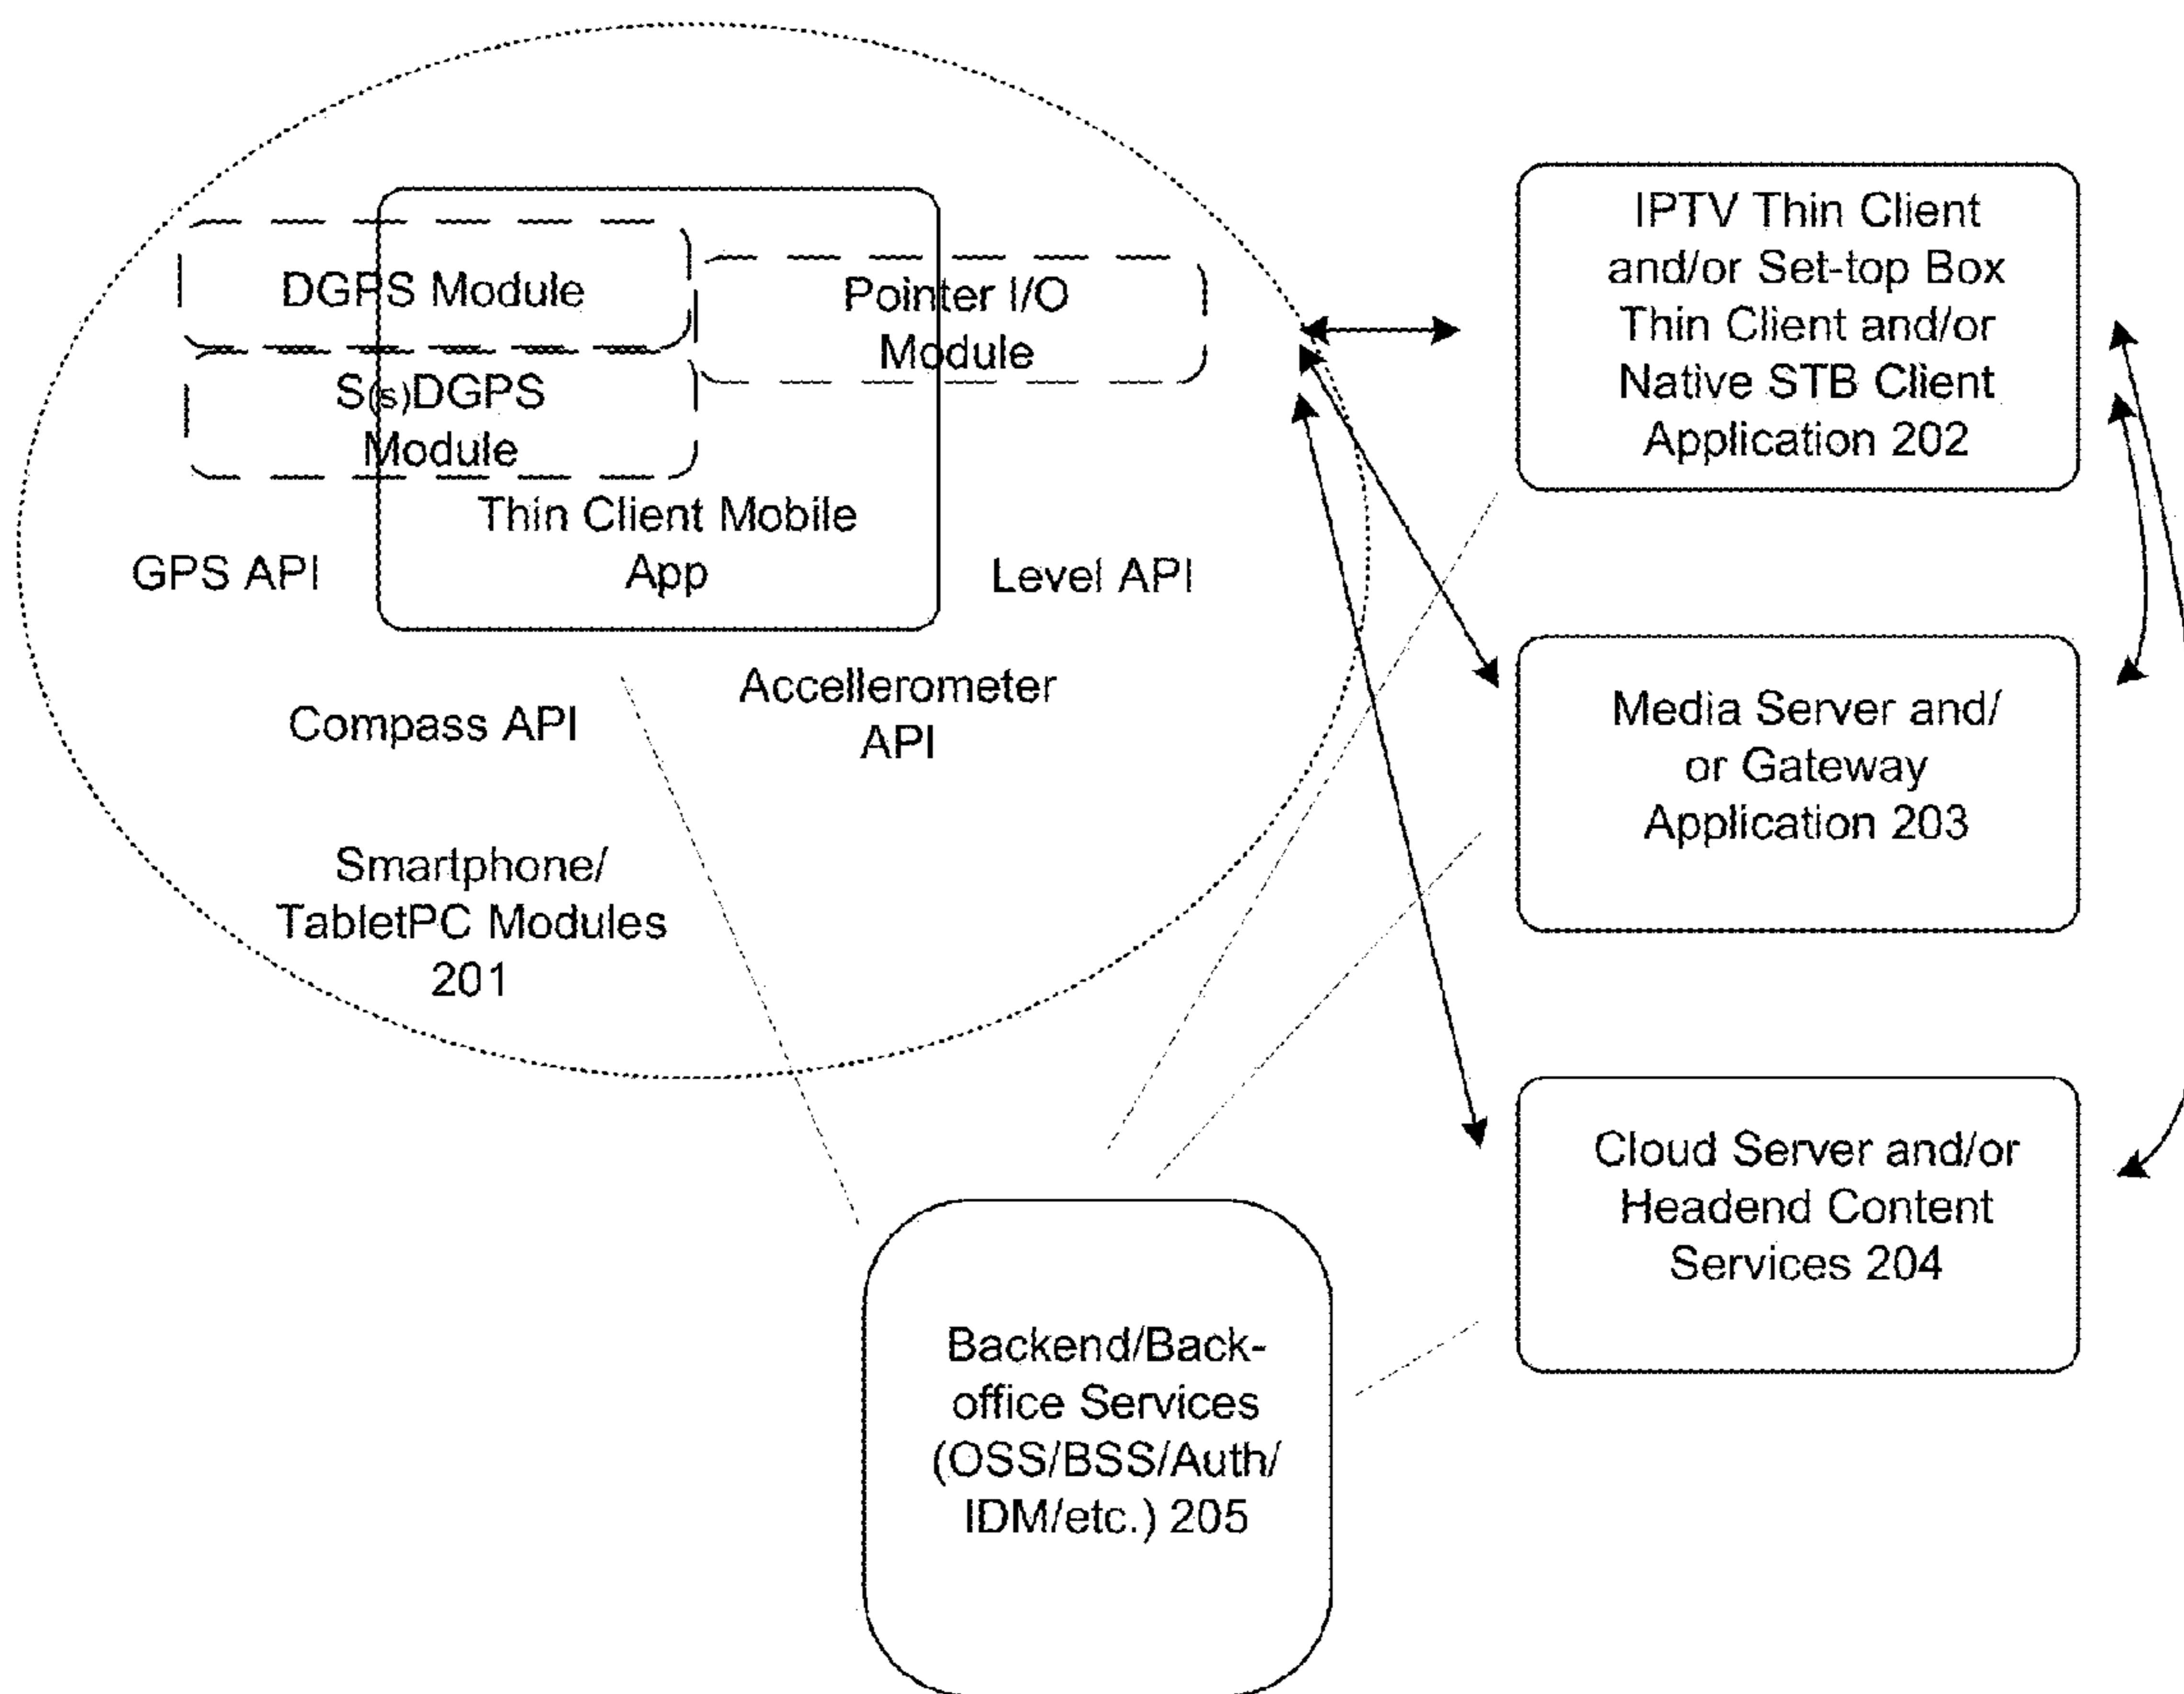 DGPS Module
S(s)DGPS
Module
Pointer I/O
Module
Thin Client Mobile
App
GPS API
Level API
Compass API
Accellerometer
API
Smartphone/
TabletPC Modules
201
IPTV Thin Client
and/or Set-top Box
Thin Client and/or
Native STB Client
Application 202
Media Server and/
or Gateway
Application 203
Cloud Server and/or
Headend Content
Services 204
Backend/Back-
office Services
(OSS/BSS/Auth/
IDM/etc.) 205